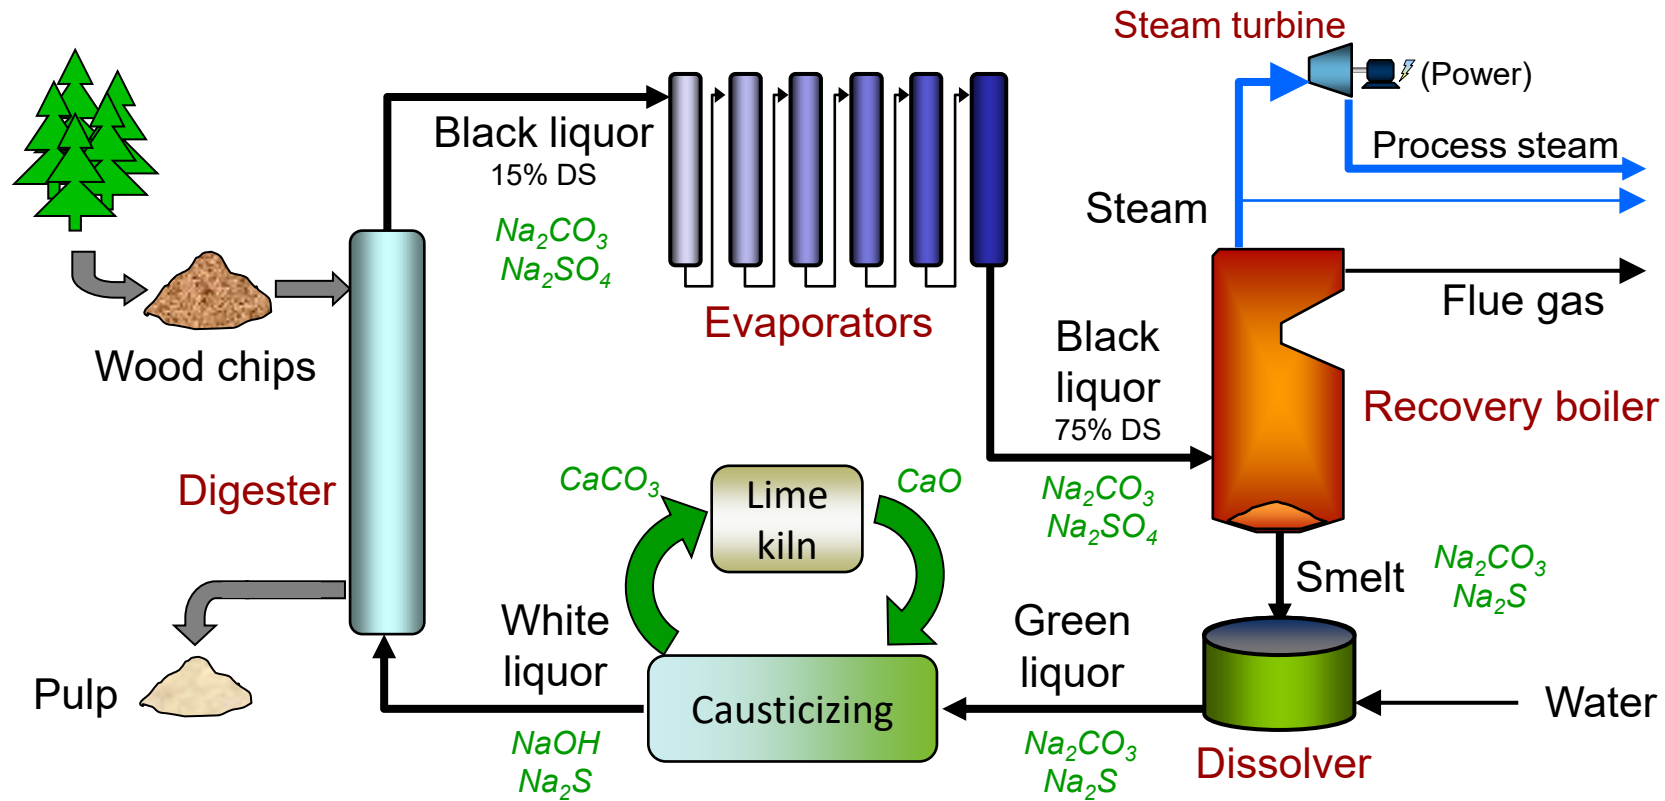 Steam turbine
(Power)
Black liquor
15% DS
Na₂CO₃
Na₂SO₄
Process steam
Steam
Flue gas
Evaporators
Wood chips
Black
liquor
75% DS
Na₂CO₃
Na₂SO₄
Recovery boiler
Digester
CaCO₃
Lime
kiln
CaO
Smelt
Na₂CO₃
Na₂S
White
liquor
Green
liquor
Pulp
Causticizing
Water
NaOH
Na₂S
Na₂CO₃
Na₂S
Dissolver